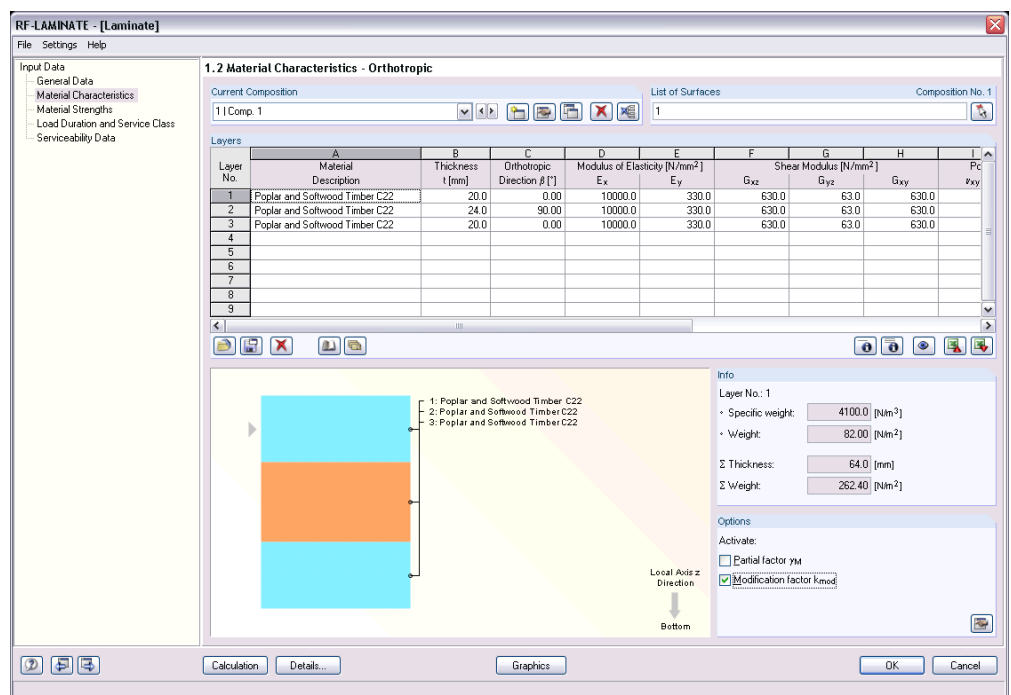 RF-LAMINATE - [Laminate]
File Settings Help
Input Data
General Data
Material Characteristics
Material Strengths
Load Duration and Service Class
Serviceability Data
1.2 Material Characteristics - Orthotropic
Current Composition
1 | Comp. 1
List of Surfaces
Composition No. 1
1
Layers
A B C D E F G H I
Layer No.
Material Description
Thickness t [mm]
Orthotropic Direction β [°]
Modulus of Elasticity [N/mm²]
Ex Ey
Shear Modulus [N/mm²]
Gxz Gyz Gxy
Po
νxy
1 Poplar and Softwood Timber C22 20.0 0.00 10000.0 330.0 630.0 63.0 630.0
2 Poplar and Softwood Timber C22 24.0 90.00 10000.0 330.0 630.0 63.0 630.0
3 Poplar and Softwood Timber C22 20.0 0.00 10000.0 330.0 630.0 63.0 630.0
4
5
6
7
8
9
1: Poplar and Softwood Timber C22
2: Poplar and Softwood Timber C22
3: Poplar and Softwood Timber C22
Local Axis z
Direction
Bottom
Info
Layer No.: 1
Specific weight: 4100.0 [N/m³]
Weight: 82.00 [N/m²]
Σ Thickness: 64.0 [mm]
Σ Weight: 262.40 [N/m²]
Options
Activate:
Partial factor γM
Modification factor kmod
Calculation Details... Graphics OK Cancel